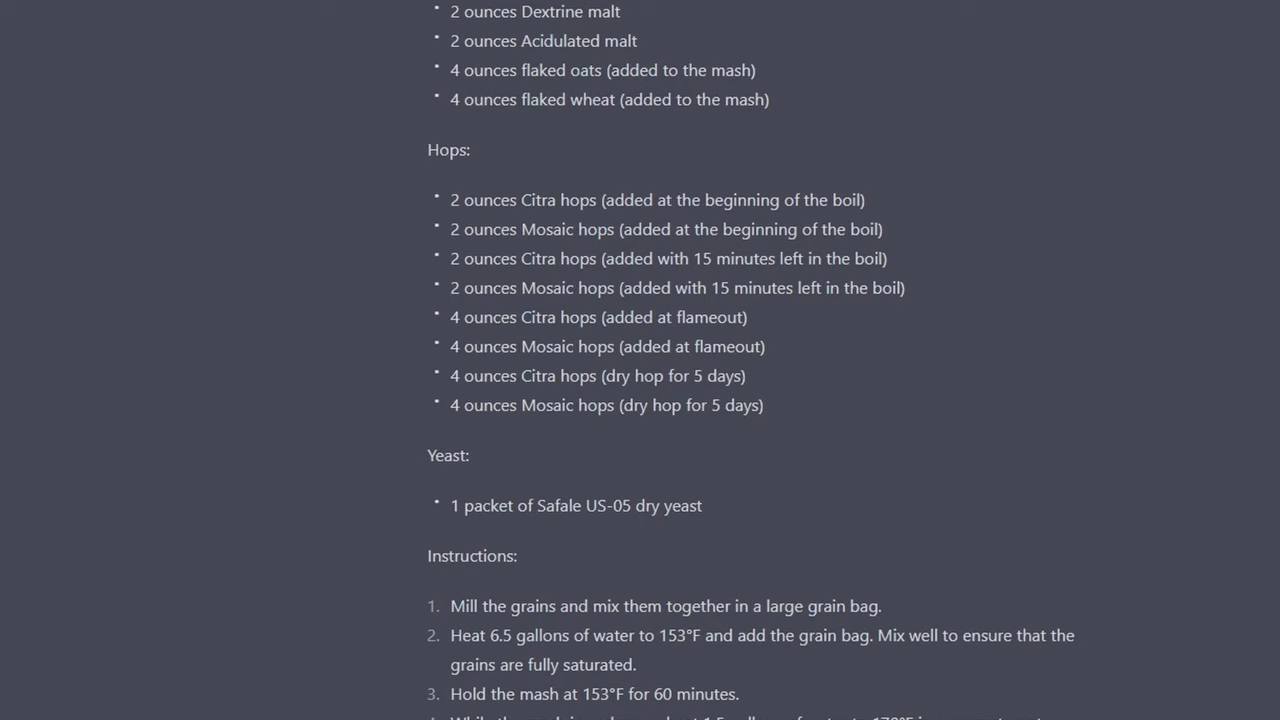 • 2 ounces Dextrine malt
• 2 ounces Acidulated malt
• 4 ounces flaked oats (added to the mash)
• 4 ounces flaked wheat (added to the mash)
Hops:
• 2 ounces Citra hops (added at the beginning of the boil)
• 2 ounces Mosaic hops (added at the beginning of the boil)
• 2 ounces Citra hops (added with 15 minutes left in the boil)
• 2 ounces Mosaic hops (added with 15 minutes left in the boil)
• 4 ounces Citra hops (added at flameout)
• 4 ounces Mosaic hops (added at flameout)
• 4 ounces Citra hops (dry hop for 5 days)
• 4 ounces Mosaic hops (dry hop for 5 days)
Yeast:
• 1 packet of Safale US-05 dry yeast
Instructions:
1. Mill the grains and mix them together in a large grain bag.
2. Heat 6.5 gallons of water to 153°F and add the grain bag. Mix well to ensure that the
grains are fully saturated.
3. Hold the mash at 153°F for 60 minutes.